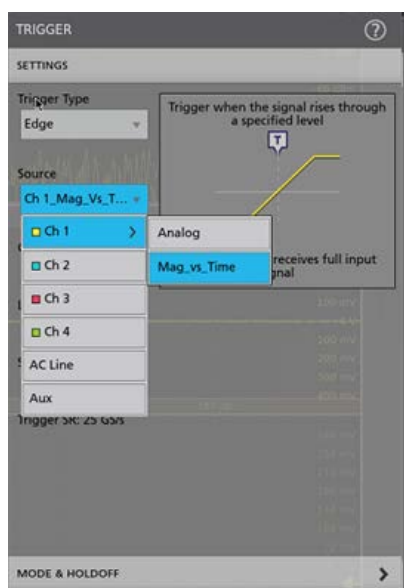 TRIGGER
?
SETTINGS
Trigger Type
Edge
Source
Ch 1_Mag_Vs_T...
Ch 1
Ch 2
Ch 3
Ch 4
AC Line
Aux
Analog
Mag_vs_Time
Trigger when the signal rises through
a specified level
T
receives full input
Trigger SR: 25 GS/s
MODE & HOLDOFF